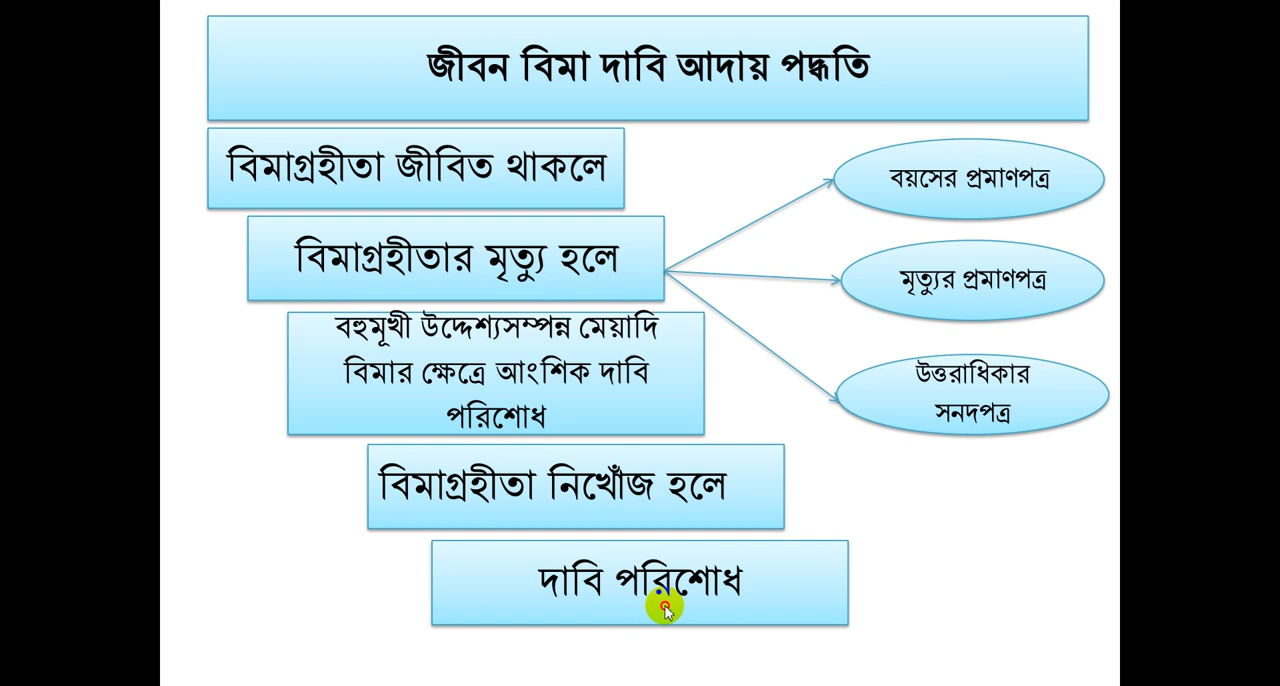 জীবন বিমা দাবি আদায় পদ্ধতি
বিমাগ্রহীতা জীবিত থাকলে
বিমাগ্রহীতার মৃত্যু হলে
বহুমূখী উদ্দেশ্যসম্পন্ন মেয়াদি
বিমার ক্ষেত্রে আংশিক দাবি
পরিশোধ
বিমাগ্রহীতা নিখোঁজ হলে
দাবি পরিশোধ
বয়সের প্রমাণপত্র
মৃত্যুর প্রমাণপত্র
উত্তরাধিকার
সনদপত্র